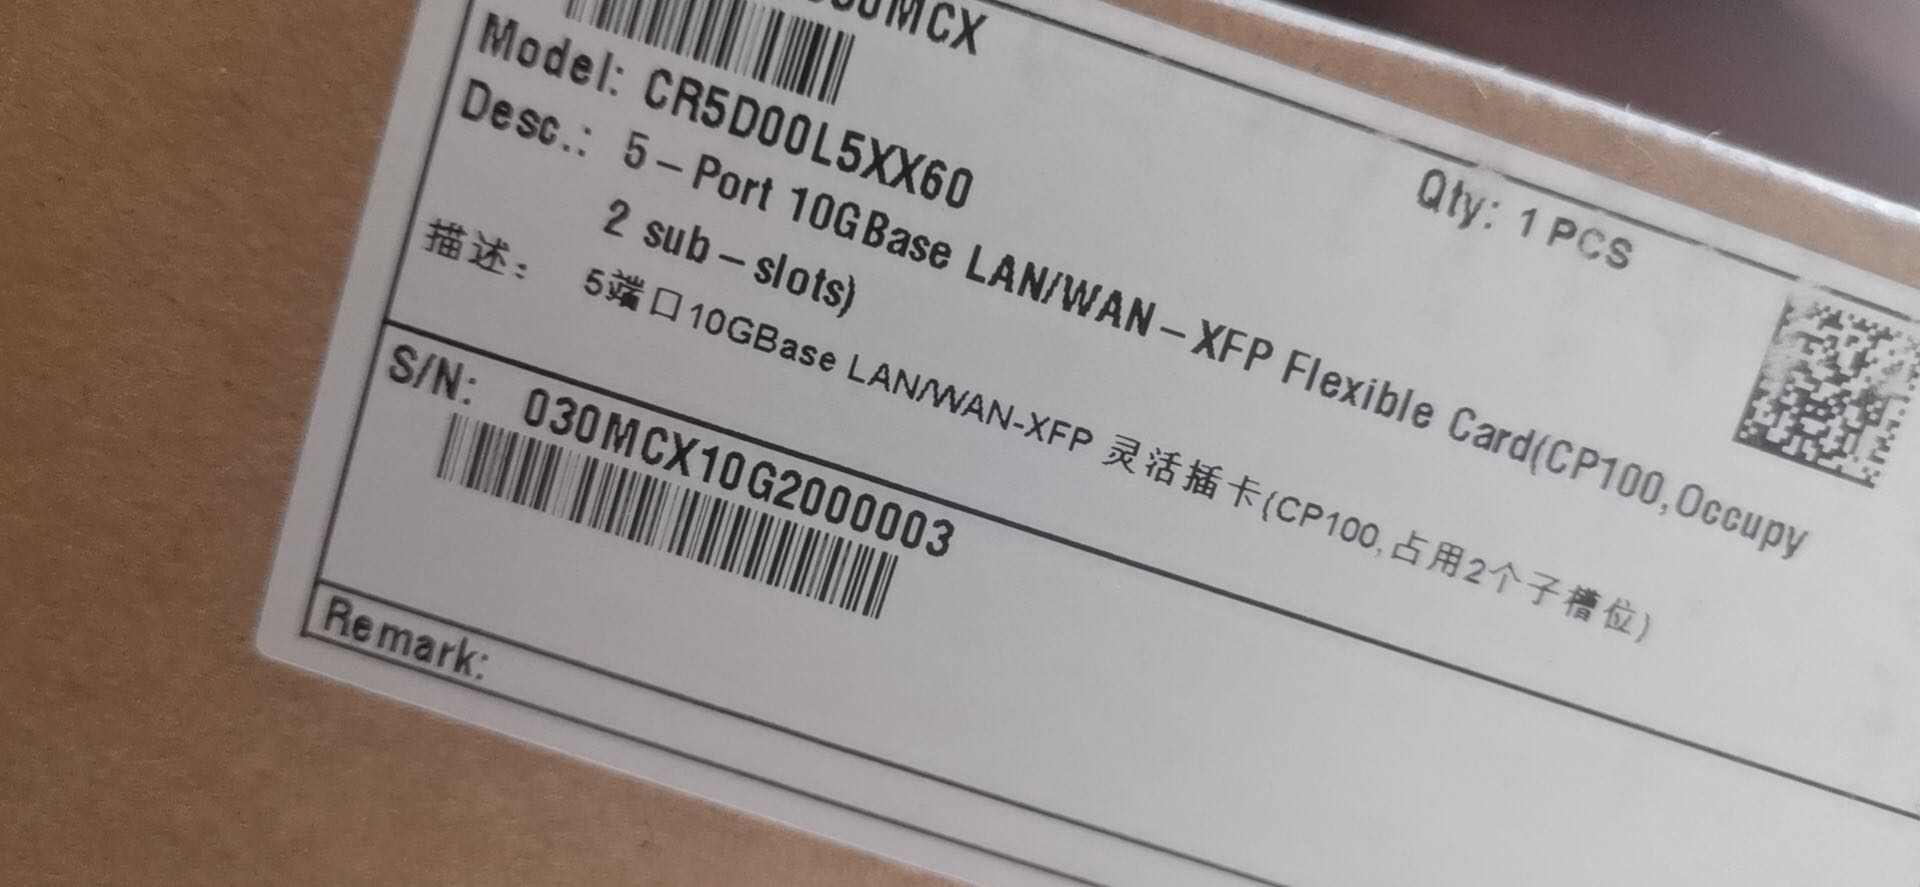 030MCX
Model: CR5D00L5XX60
Qty: 1 PCS
Desc.: 5-Port 10GBase LAN/WAN-XFP Flexible Card(CP100,Occupy
2 sub-slots)
描述: 5端口10GBase LAN/WAN-XFP 灵活插卡(CP100,占用2个子槽位)
S/N: 030MCX10G2000003
Remark: